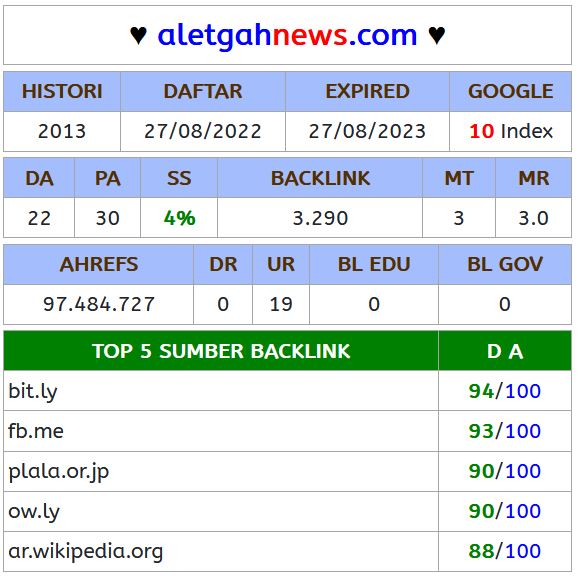 ♥ aletgahnews.com ♥
HISTORI DAFTAR EXPIRED GOOGLE
2013 27/08/2022 27/08/2023 10 Index
DA PA SS BACKLINK MT MR
22 30 4% 3.290 3 3.0
AHREFS DR UR BL EDU BL GOV
97.484.727 0 19 0 0
TOP 5 SUMBER BACKLINK D A
bit.ly 94/100
fb.me 93/100
plala.or.jp 90/100
ow.ly 90/100
ar.wikipedia.org 88/100